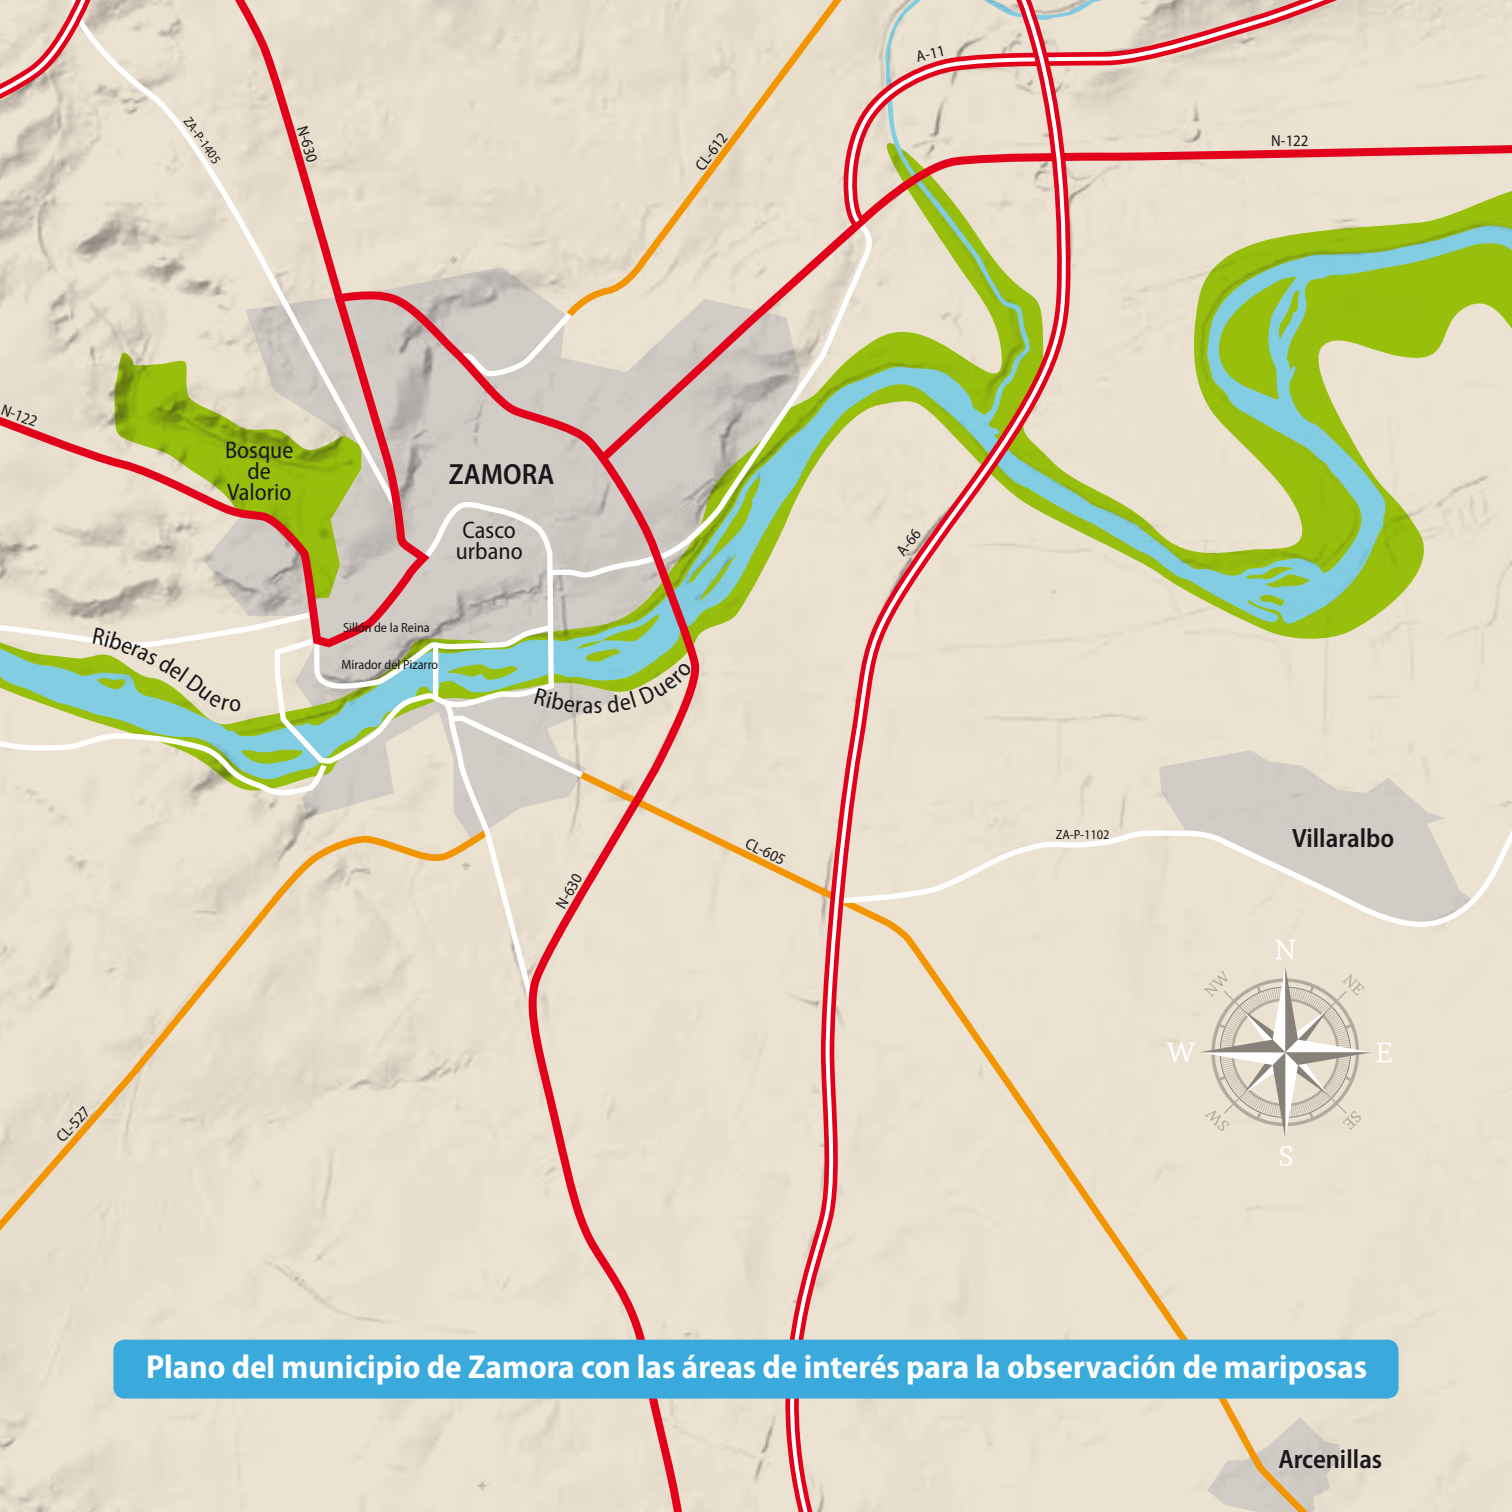 A-11
ZA-P-1405
N-630
CL-612
N-122
N-122
Bosque
de
Valorio
ZAMORA
Casco
urbano
A-66
Sillón de la Reina
Mirador del Pizarro
Riberas del Duero
Riberas del Duero
Villaralbo
ZA-P-1102
CL-605
N-630
N
NW
NE
W
E
SW
SE
S
CL-527
Plano del municipio de Zamora con las áreas de interés para la observación de mariposas
Arcenillas